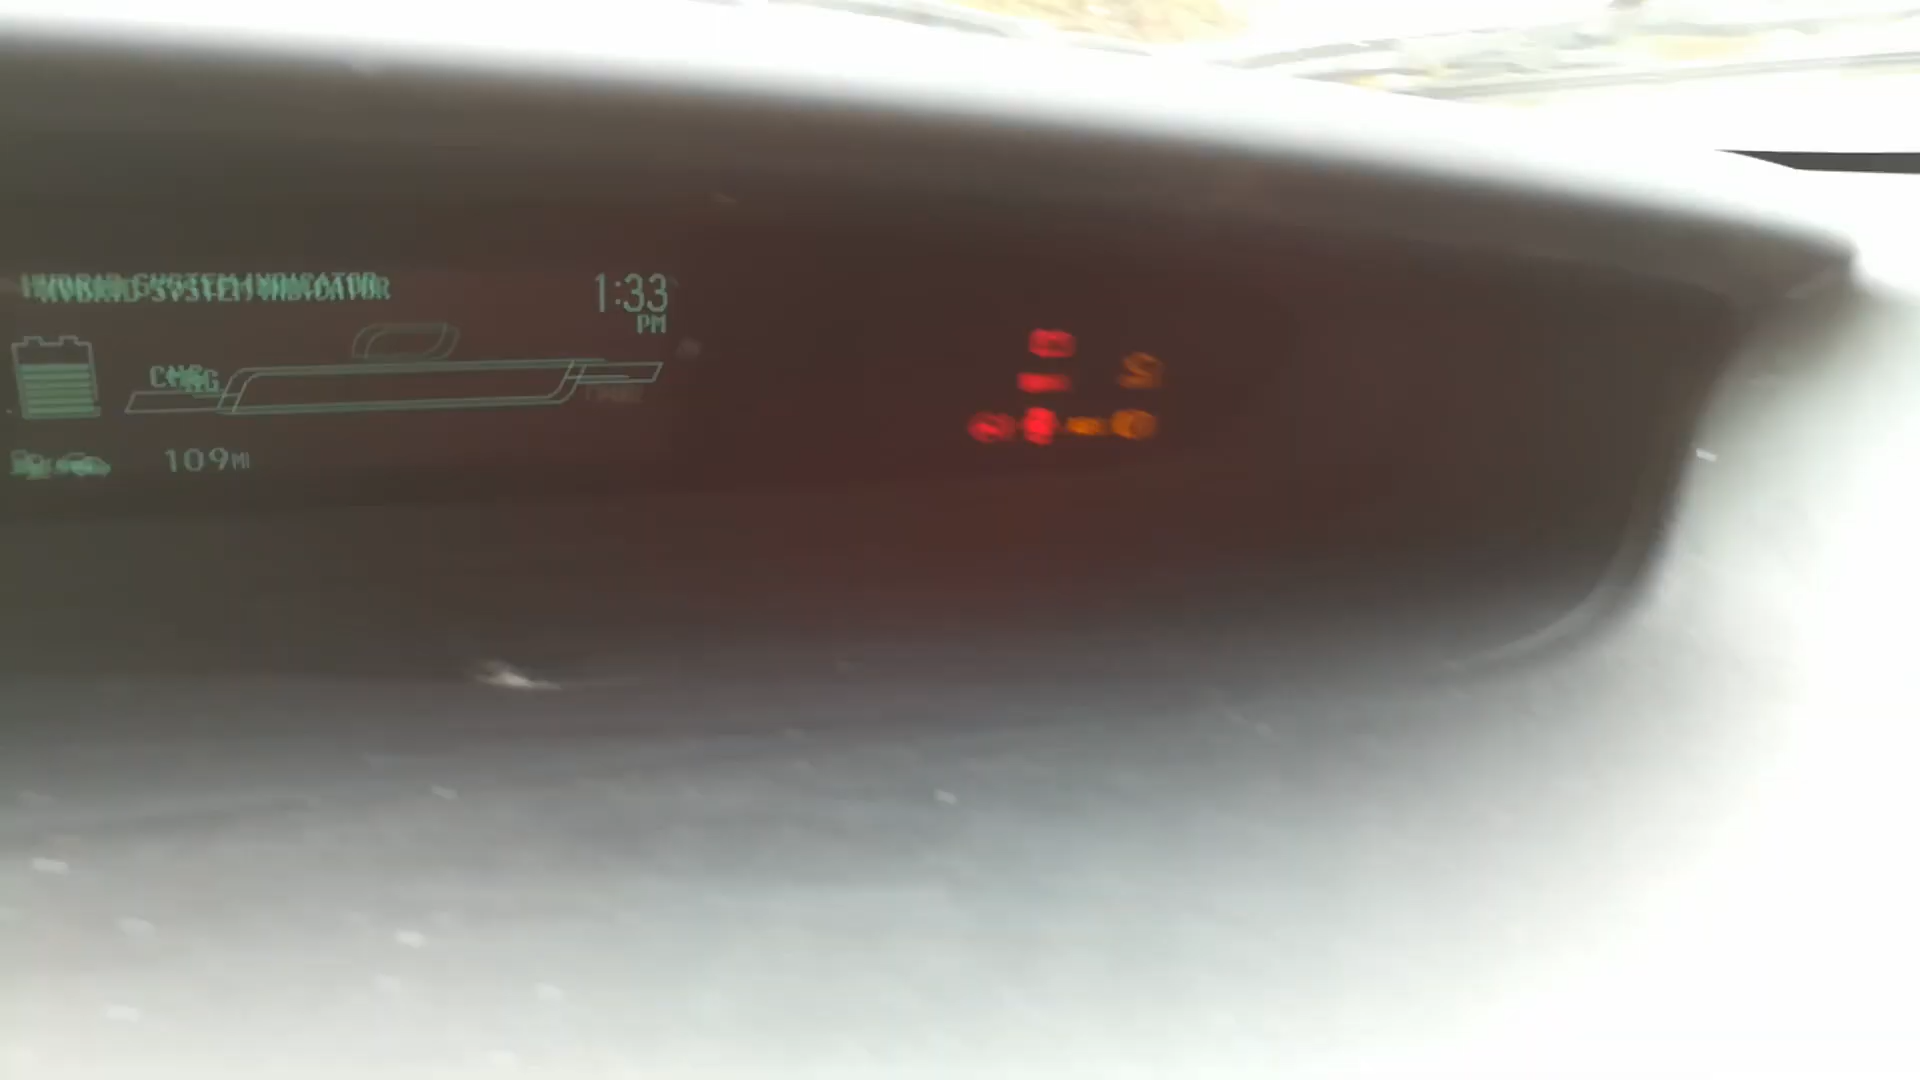 HYBRID SYSTEM INDICATOR
1:33
PM
CHG
109MI